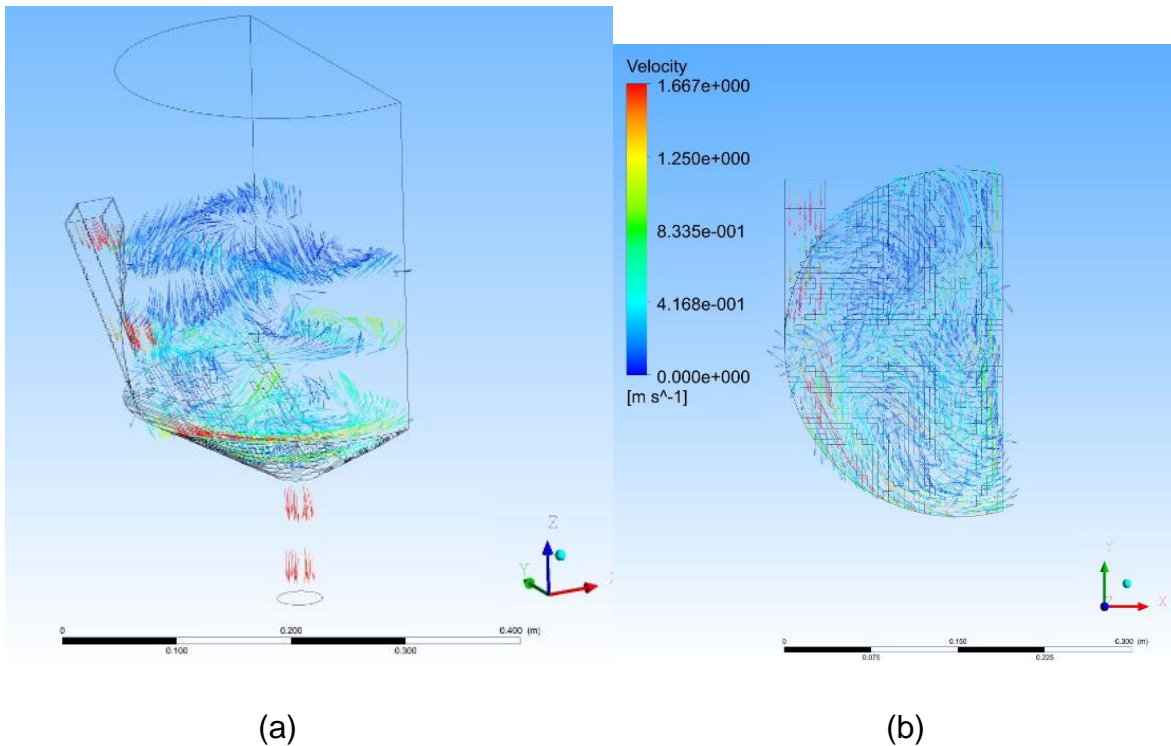 Velocity
1.667e+000
1.250e+000
8.335e-001
4.168e-001
0.000e+000
[m s^-1]
Z
Y
0 0.200 0.400 (m)
0.100 0.300
Y
Z X
0 0.150 0.300 (m)
0.075 0.225
(a) (b)